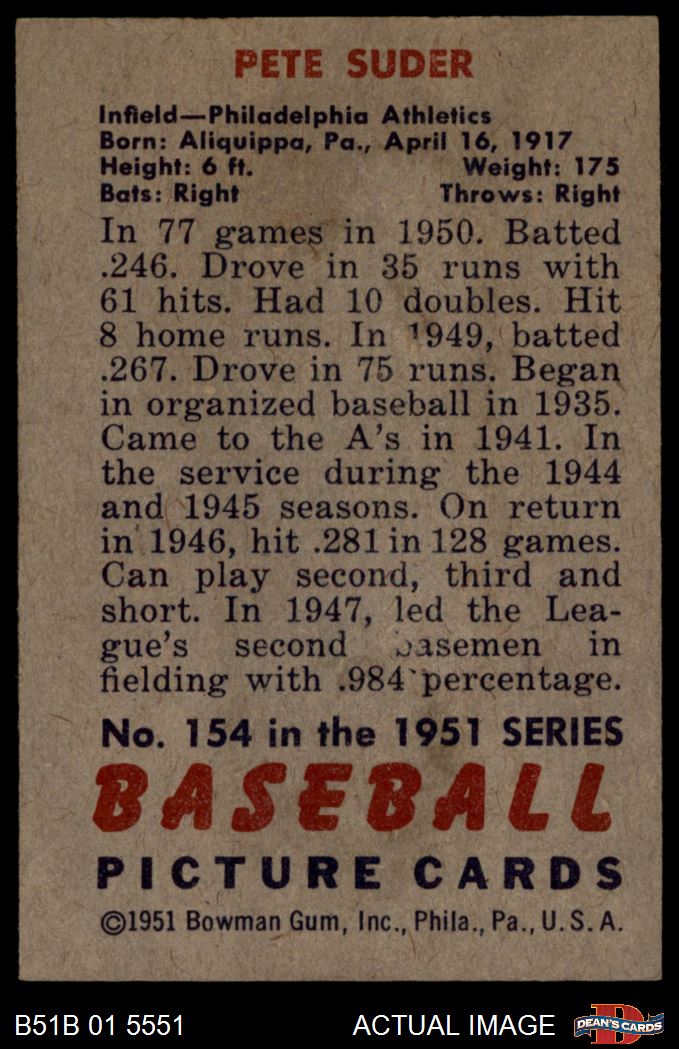 PETE SUDER
Infield—Philadelphia Athletics
Born: Aliquippa, Pa., April 16, 1917
Height: 6 ft. Weight: 175
Bats: Right Throws: Right
In 77 games in 1950. Batted
.246. Drove in 35 runs with
61 hits. Had 10 doubles. Hit
8 home runs. In 1949, batted
.267. Drove in 75 runs. Began
in organized baseball in 1935.
Came to the A's in 1941. In
the service during the 1944
and 1945 seasons. On return
in 1946, hit .281 in 128 games.
Can play second, third and
short. In 1947, led the Lea-
gue's second basemen in
fielding with .984 percentage.
No. 154 in the 1951 SERIES
BASEBALL
PICTURE CARDS
©1951 Bowman Gum, Inc., Phila., Pa., U.S.A.
B51B 01 5551 ACTUAL IMAGE D DEAN'S CARDS